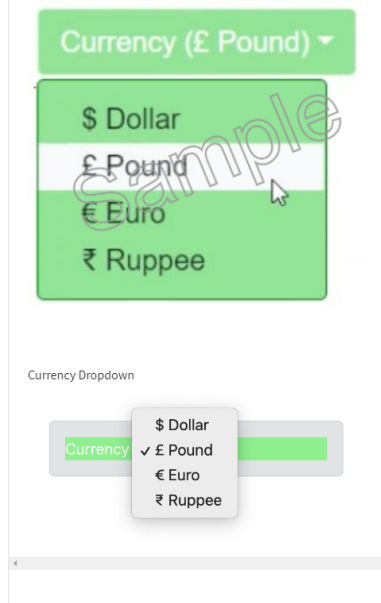 Currency (£ Pound)
$ Dollar
£ Pound
€ Euro
₹ Ruppee
Sample
Currency Dropdown
$ Dollar
Currency ✓ £ Pound
€ Euro
₹ Ruppee